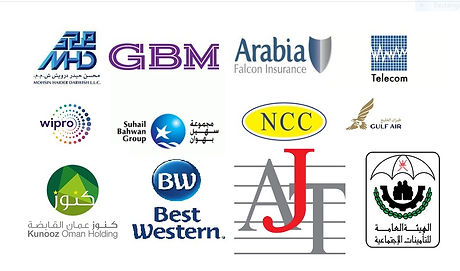 MHD
محسن حيدر درويش ش.م.م.
MOHSIN HAIDER DARWISH L.L.C.
GBM
Arabia
Falcon Insurance
Telecom
wipro
Suhail
Bahwan
Group
مجموعة
سهيل
بهوان
NCC
طيران الخليج
GULF AIR
كنوز
كنوز عمان القابضة
Kunooz Oman Holding
BW
Best
Western
AJT
الهيئة العامة
للتأمينات الإجتماعية